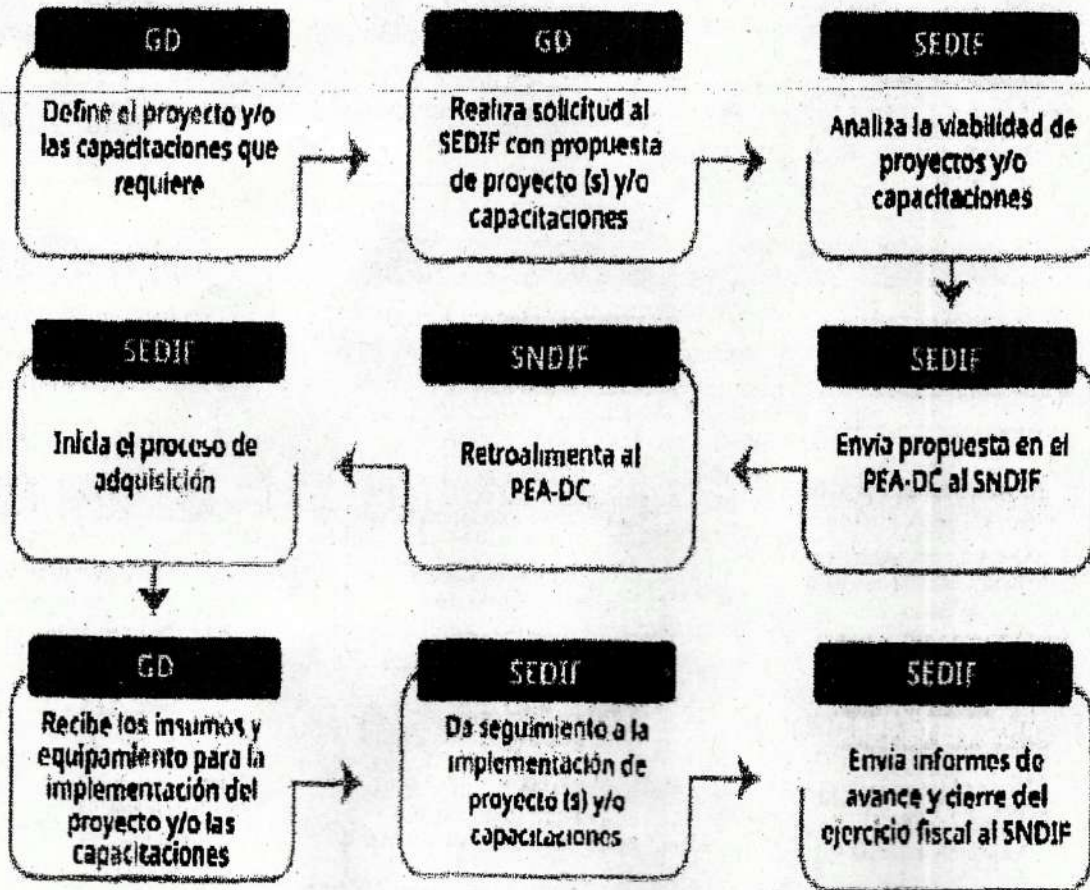 GD
Define el proyecto y/o
las capacitaciones que
requiere
GD
Realiza solicitud al
SEDIF con propuesta
de proyecto (s) y/o
capacitaciones
SEDIF
Analiza la viabilidad de
proyectos y/o
capacitaciones
SEDIF
Envía propuesta en el
PEA-DC al SNDIF
SNDIF
Retroalimenta al
PEA-DC
SEDIF
Inicia el proceso de
adquisición
GD
Recibe los insumos y
equipamiento para la
implementación del
proyecto y/o las
capacitaciones
SEDIF
Da seguimiento a la
implementación de
proyecto (s) y/o
capacitaciones
SEDIF
Envia informes de
avance y cierre del
ejercicio fiscal al SNDIF